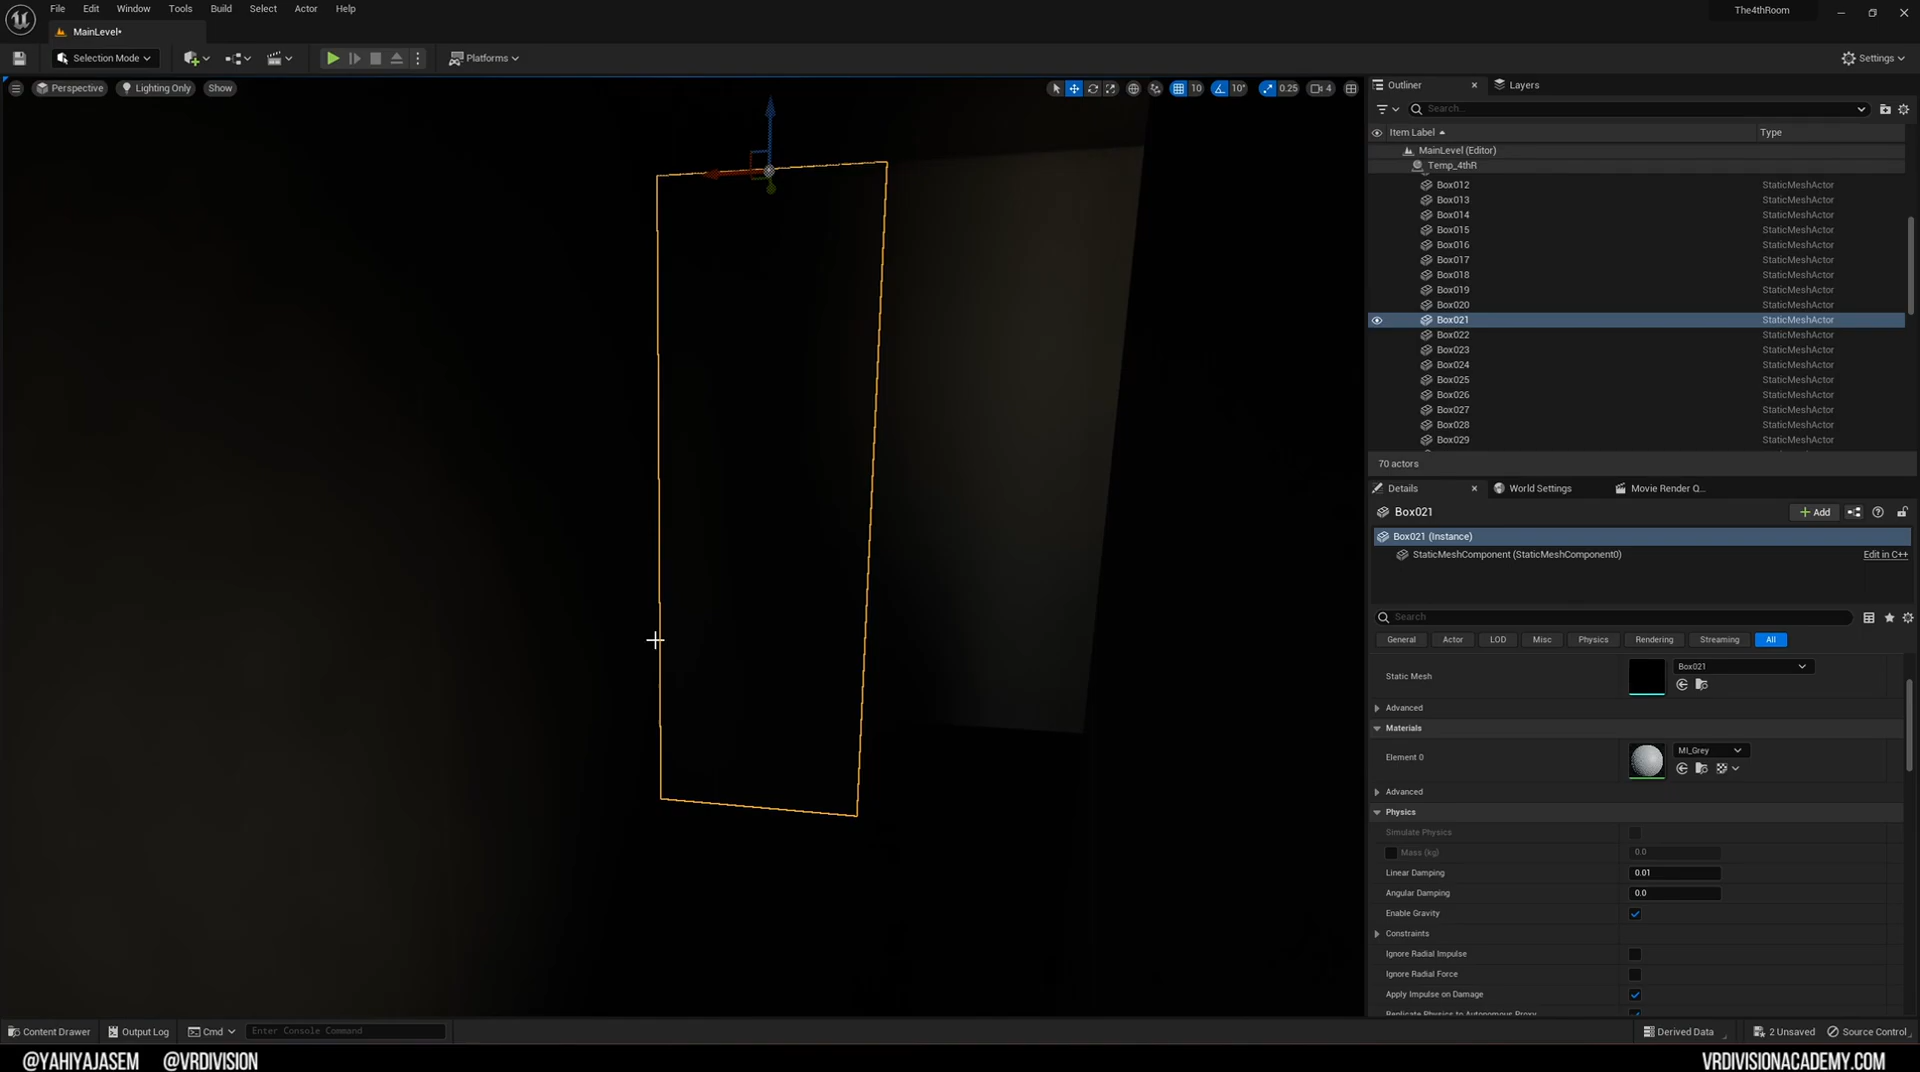 File Edit Window Tools Build Select Actor Help
The4thRoom
MainLevel•
Selection Mode
Platforms
Settings
Perspective
Lighting Only
Show
10
10°
0.25
4
Outliner
Layers
Search...
Item Label
Type
MainLevel (Editor)
Temp_4thR
Box012 StaticMeshActor
Box013 StaticMeshActor
Box014 StaticMeshActor
Box015 StaticMeshActor
Box016 StaticMeshActor
Box017 StaticMeshActor
Box018 StaticMeshActor
Box019 StaticMeshActor
Box020 StaticMeshActor
Box021 StaticMeshActor
Box022 StaticMeshActor
Box023 StaticMeshActor
Box024 StaticMeshActor
Box025 StaticMeshActor
Box026 StaticMeshActor
Box027 StaticMeshActor
Box028 StaticMeshActor
Box029 StaticMeshActor
70 actors
Details
World Settings
Movie Render Q...
Box021
Add
Box021 (Instance)
StaticMeshComponent (StaticMeshComponent0)
Edit in C++
Search
General Actor LOD Misc Physics Rendering Streaming All
Static Mesh
Box021
Advanced
Materials
Element 0
MI_Grey
Advanced
Physics
Simulate Physics
Mass (kg) 0.0
Linear Damping 0.01
Angular Damping 0.0
Enable Gravity
Constraints
Ignore Radial Impulse
Ignore Radial Force
Apply Impulse on Damage
Replicate Physics to Autonomous Proxy
Content Drawer
Output Log
Cmd
Enter Console Command
Derived Data
2 Unsaved
Source Control
@YAHIYAJASEM @VRDIVISION
VRDIVISIONACADEMY.COM